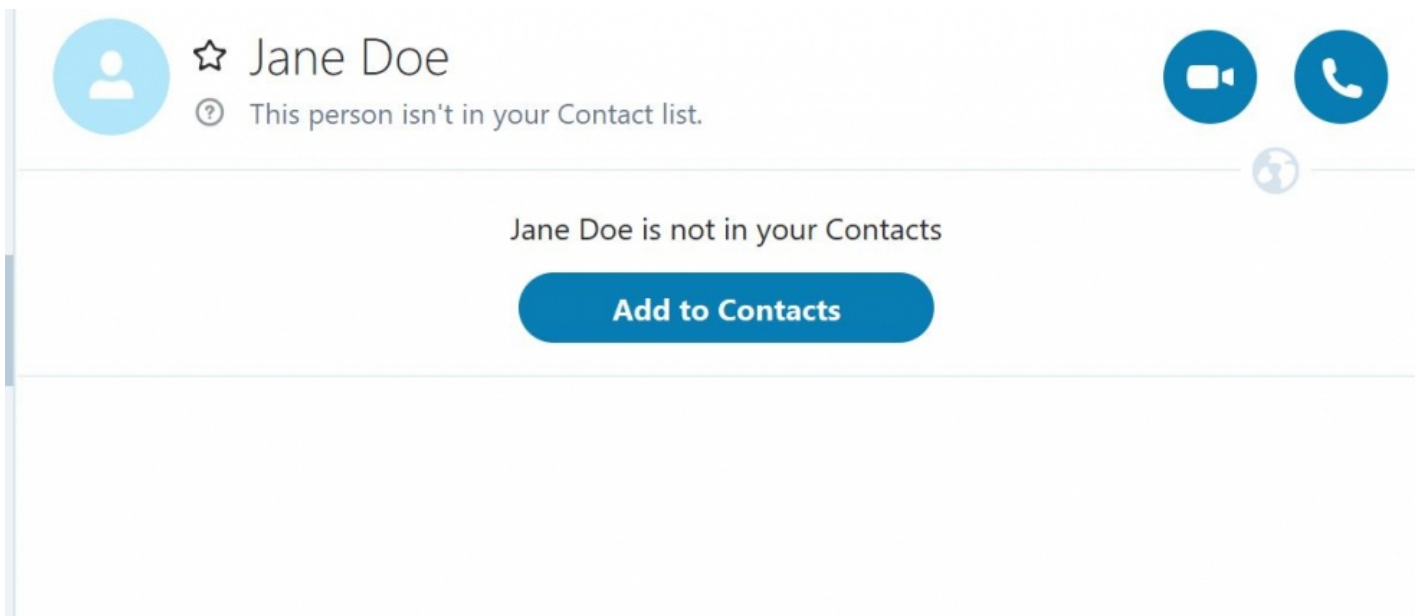 Jane Doe
This person isn't in your Contact list.
Jane Doe is not in your Contacts
Add to Contacts